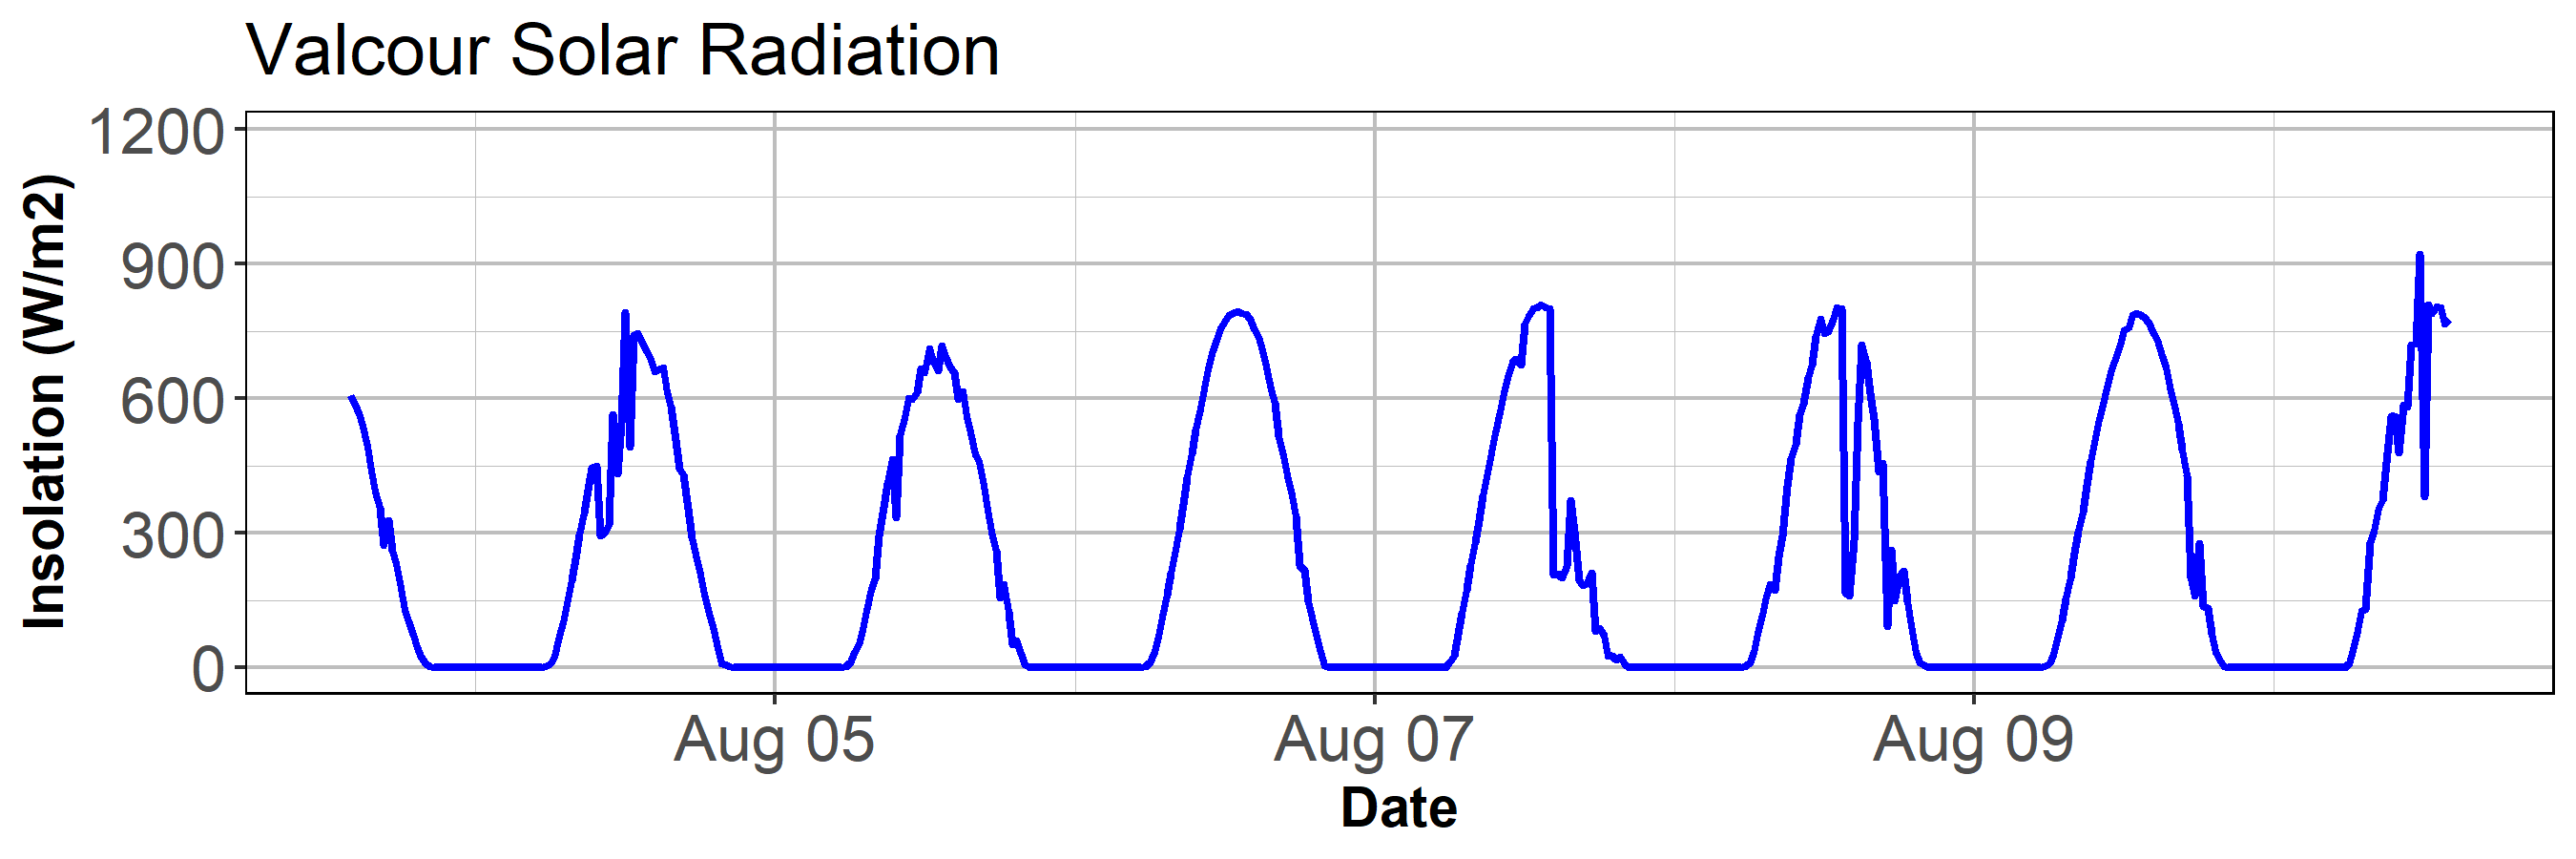 Valcour Solar Radiation
Insolation (W/m2)
1200
900
600
300
0
Aug 05
Aug 07
Aug 09
Date